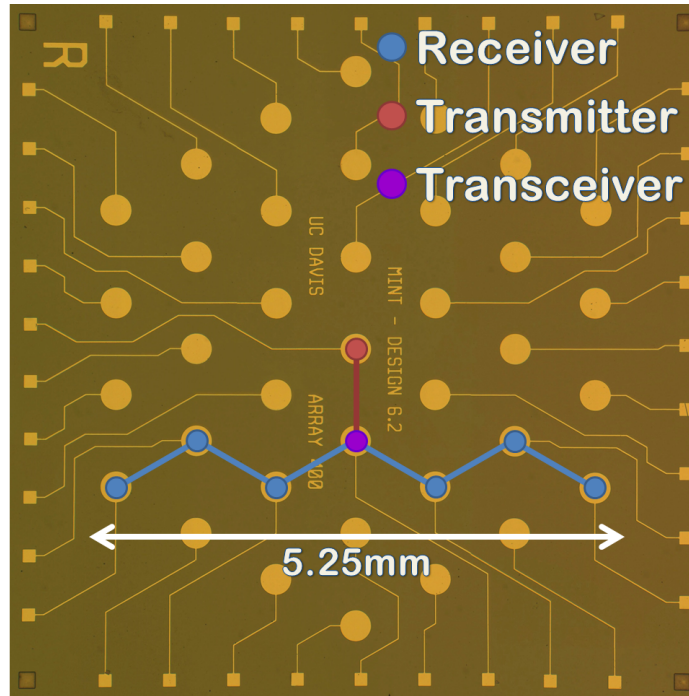 R
Receiver
Transmitter
Transceiver
UC DAVIS
MINT - DESIGN 6.2
5.25mm